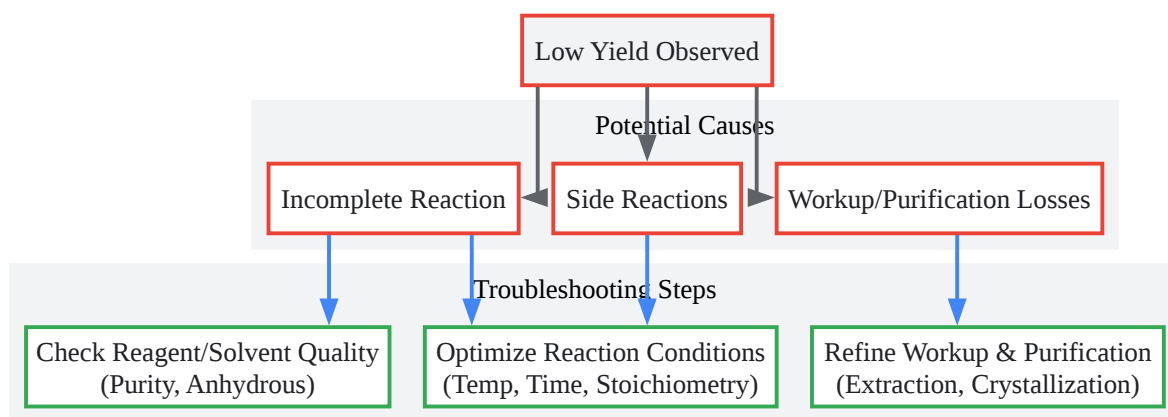 Low Yield Observed
Potential Causes
Incomplete Reaction
Side Reactions
Workup/Purification Losses
Troubleshooting Steps
Check Reagent/Solvent Quality
(Purity, Anhydrous)
Optimize Reaction Conditions
(Temp, Time, Stoichiometry)
Refine Workup & Purification
(Extraction, Crystallization)